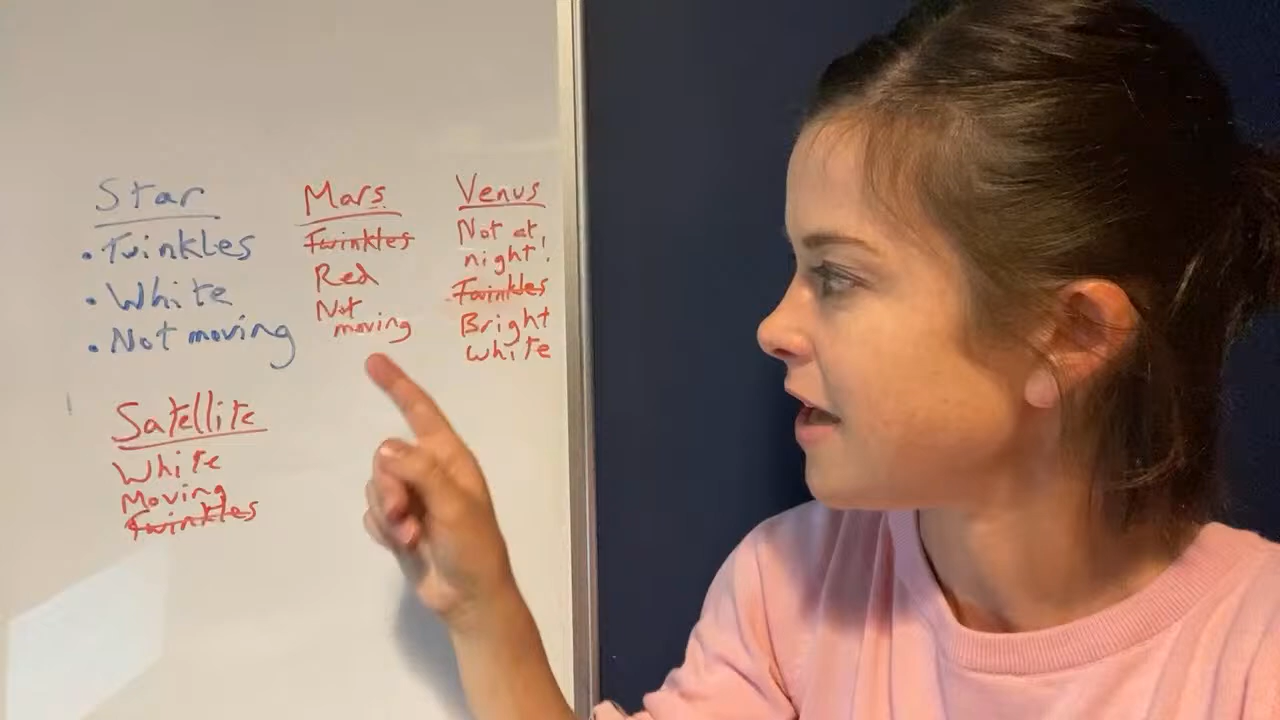 Star
• Twinkles
• White
• Not moving
Mars
Twinkles
Red
Not
moving
Venus
Not at
night!
Twinkles
Bright
white
Satellite
White
Moving
Twinkles